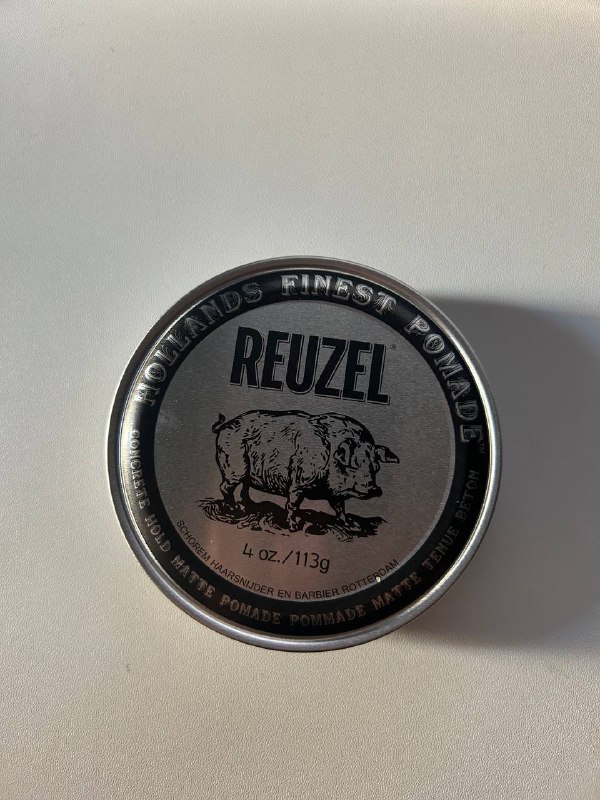 HOLLANDS FINEST POMADE™
REUZEL®
4 oz./113g
SCHOREM HAARSNIJDER EN BARBIER ROTTERDAM
CONCRETE HOLD MATTE POMADE POMMADE MATTE TENUE BÉTON